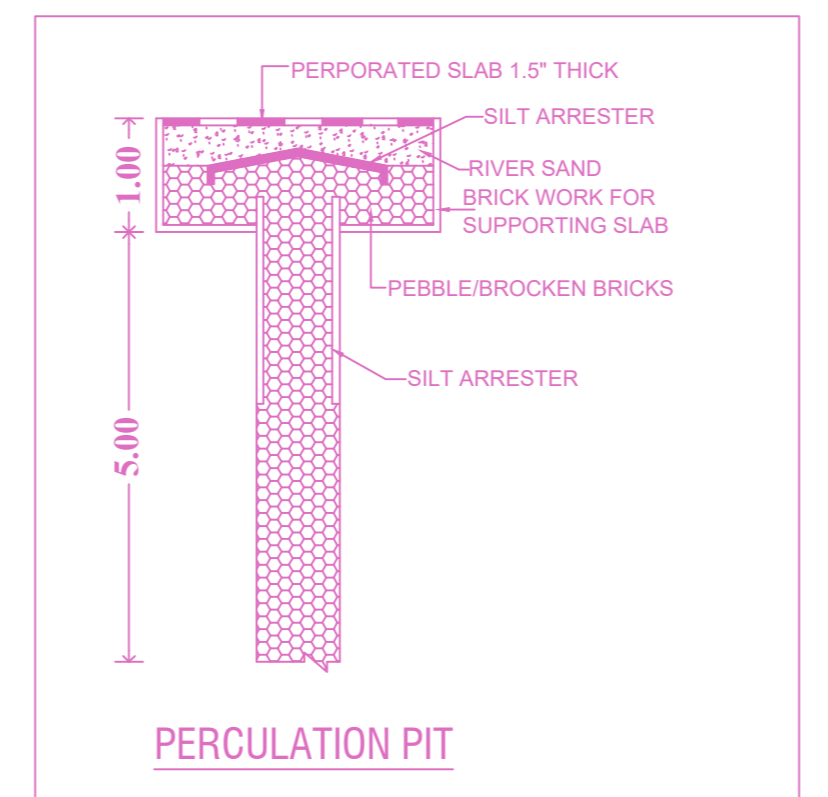 PERPORATED SLAB 1.5" THICK
SILT ARRESTER
RIVER SAND
BRICK WORK FOR
SUPPORTING SLAB
PEBBLE/BROCKEN BRICKS
SILT ARRESTER
1.00
5.00
PERCULATION PIT